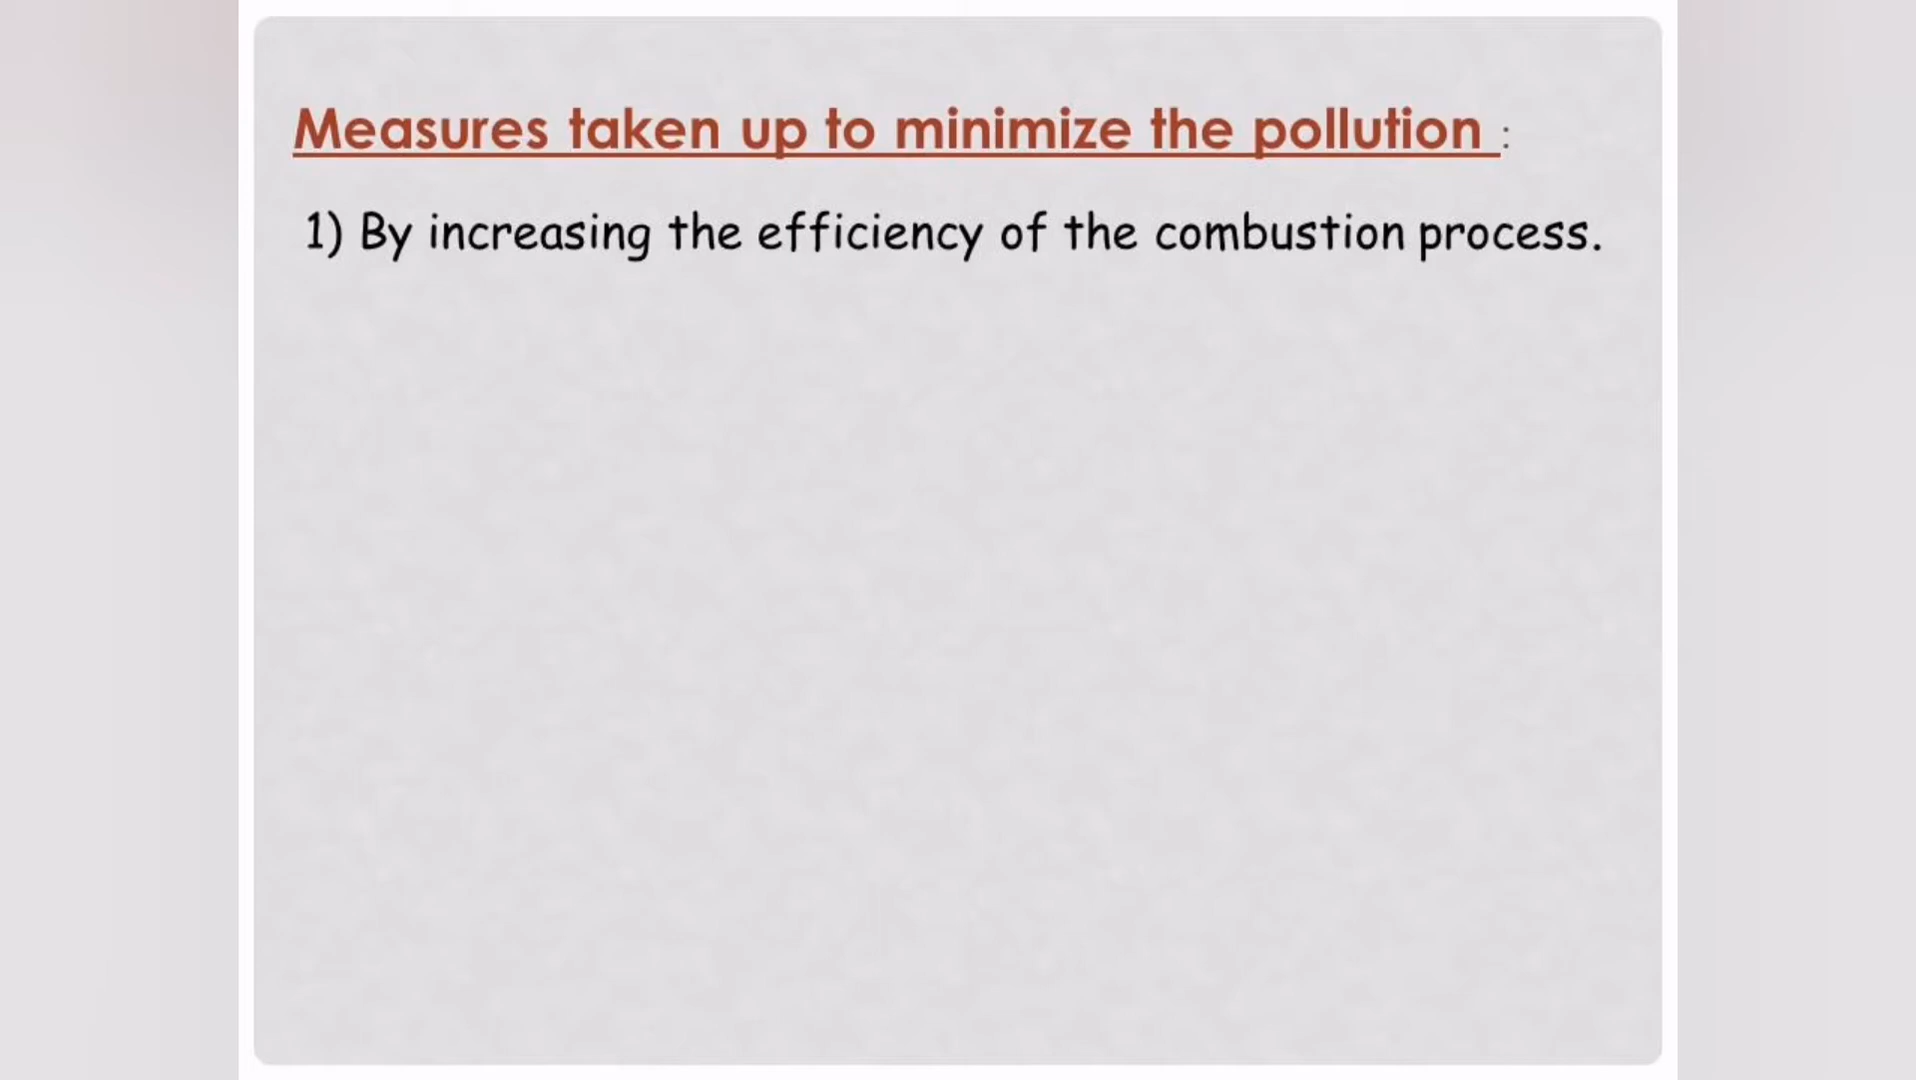 Measures taken up to minimize the pollution :
1) By increasing the efficiency of the combustion process.